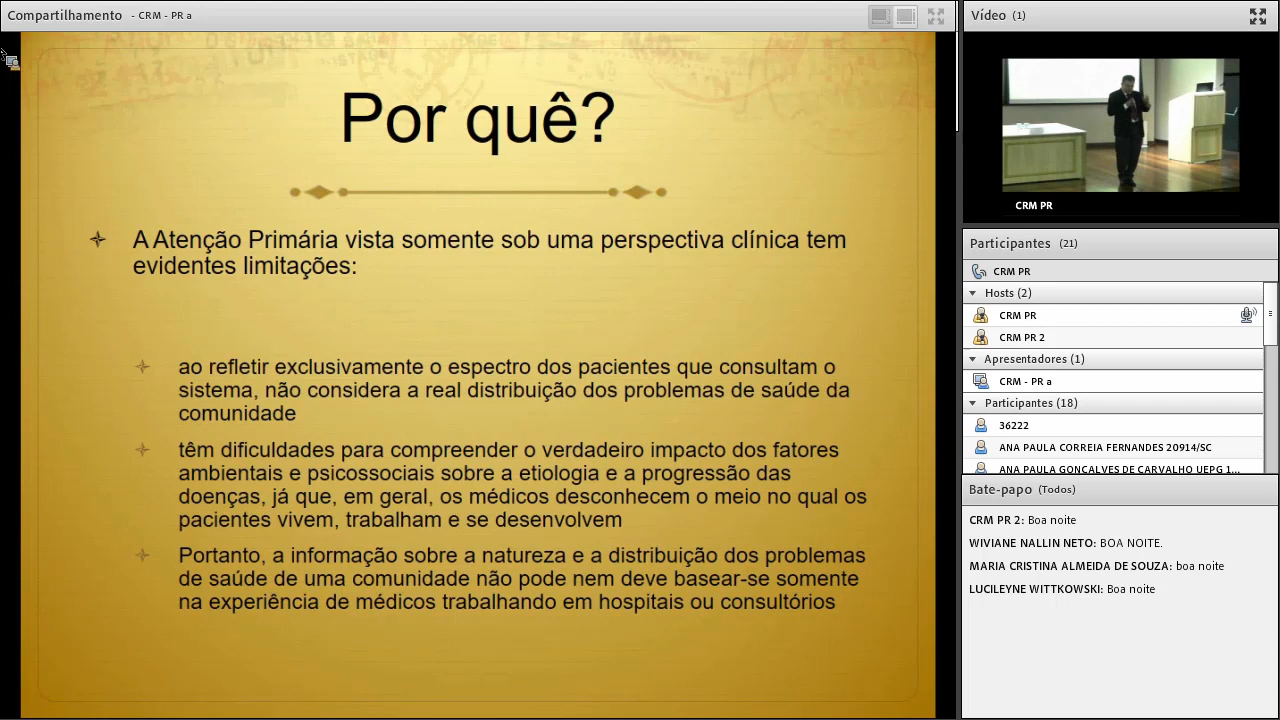 Compartilhamento - CRM - PR a
Por quê?
A Atenção Primária vista somente sob uma perspectiva clínica tem
evidentes limitações:
ao refletir exclusivamente o espectro dos pacientes que consultam o
sistema, não considera a real distribuição dos problemas de saúde da
comunidade
têm dificuldades para compreender o verdadeiro impacto dos fatores
ambientais e psicossociais sobre a etiologia e a progressão das
doenças, já que, em geral, os médicos desconhecem o meio no qual os
pacientes vivem, trabalham e se desenvolvem
Portanto, a informação sobre a natureza e a distribuição dos problemas
de saúde de uma comunidade não pode nem deve basear-se somente
na experiência de médicos trabalhando em hospitais ou consultórios
Vídeo (1)
CRM PR
Participantes (21)
CRM PR
Hosts (2)
CRM PR
CRM PR 2
Apresentadores (1)
CRM - PR a
Participantes (18)
36222
ANA PAULA CORREIA FERNANDES 20914/SC
ANA PAULA GONCALVES DE CARVALHO UEPG 1...
Bate-papo (Todos)
CRM PR 2: Boa noite
WIVIANE NALLIN NETO: BOA NOITE.
MARIA CRISTINA ALMEIDA DE SOUZA: boa noite
LUCILEYNE WITTKOWSKI: Boa noite